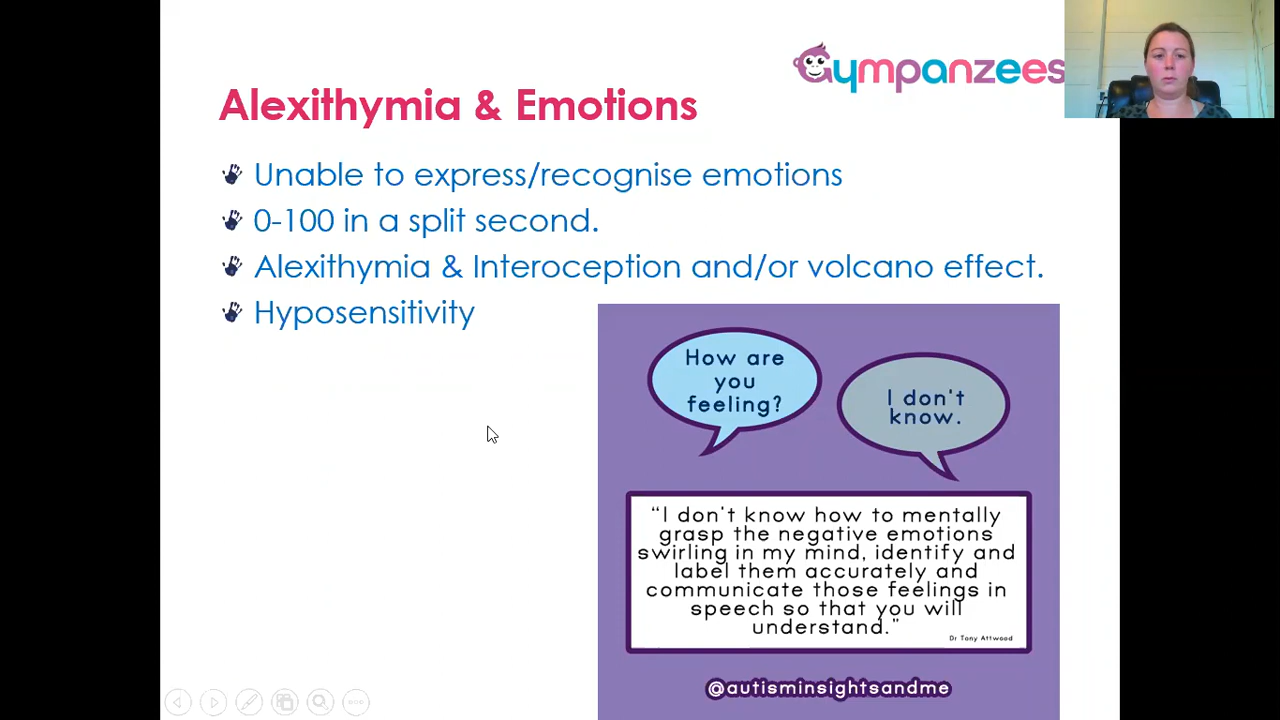 Gympanzees
Alexithymia & Emotions
Unable to express/recognise emotions
0-100 in a split second.
Alexithymia & Interoception and/or volcano effect.
Hyposensitivity
How are
you
feeling?
I don't
know.
“I don't know how to mentally
grasp the negative emotions
swirling in my mind, identify and
label them accurately and
communicate those feelings in
speech so that you will
understand."
Dr Tony Attwood
@autisminsightsandme